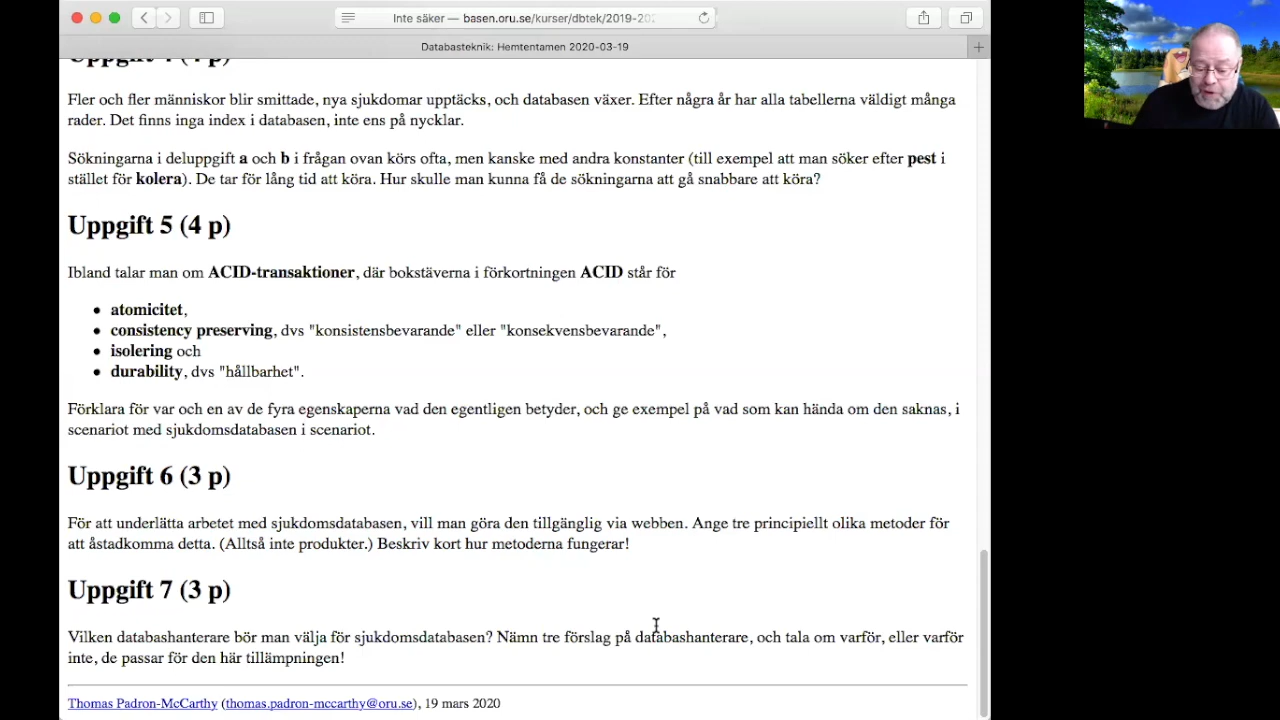 Inte säker — basen.oru.se/kurser/dbtek/2019-202
Databasteknik: Hemtentamen 2020-03-19
Fler och fler människor blir smittade, nya sjukdomar upptäcks, och databasen växer. Efter några år har alla tabellerna väldigt många
rader. Det finns inga index i databasen, inte ens på nycklar.
Sökningarna i deluppgift a och b i frågan ovan körs ofta, men kanske med andra konstanter (till exempel att man söker efter pest i
stället för kolera). De tar för lång tid att köra. Hur skulle man kunna få de sökningarna att gå snabbare att köra?
Uppgift 5 (4 p)
Ibland talar man om ACID-transaktioner, där bokstäverna i förkortningen ACID står för
• atomicitet,
• consistency preserving, dvs "konsistensbevarande" eller "konsekvensbevarande",
• isolering och
• durability, dvs "hållbarhet".
Förklara för var och en av de fyra egenskaperna vad den egentligen betyder, och ge exempel på vad som kan hända om den saknas, i
scenariot med sjukdomsdatabasen i scenariot.
Uppgift 6 (3 p)
För att underlätta arbetet med sjukdomsdatabasen, vill man göra den tillgänglig via webben. Ange tre principiellt olika metoder för
att åstadkomma detta. (Alltså inte produkter.) Beskriv kort hur metoderna fungerar!
Uppgift 7 (3 p)
Vilken databashanterare bör man välja för sjukdomsdatabasen? Nämn tre förslag på databashanterare, och tala om varför, eller varför
inte, de passar för den här tillämpningen!
Thomas Padron-McCarthy (thomas.padron-mccarthy@oru.se), 19 mars 2020